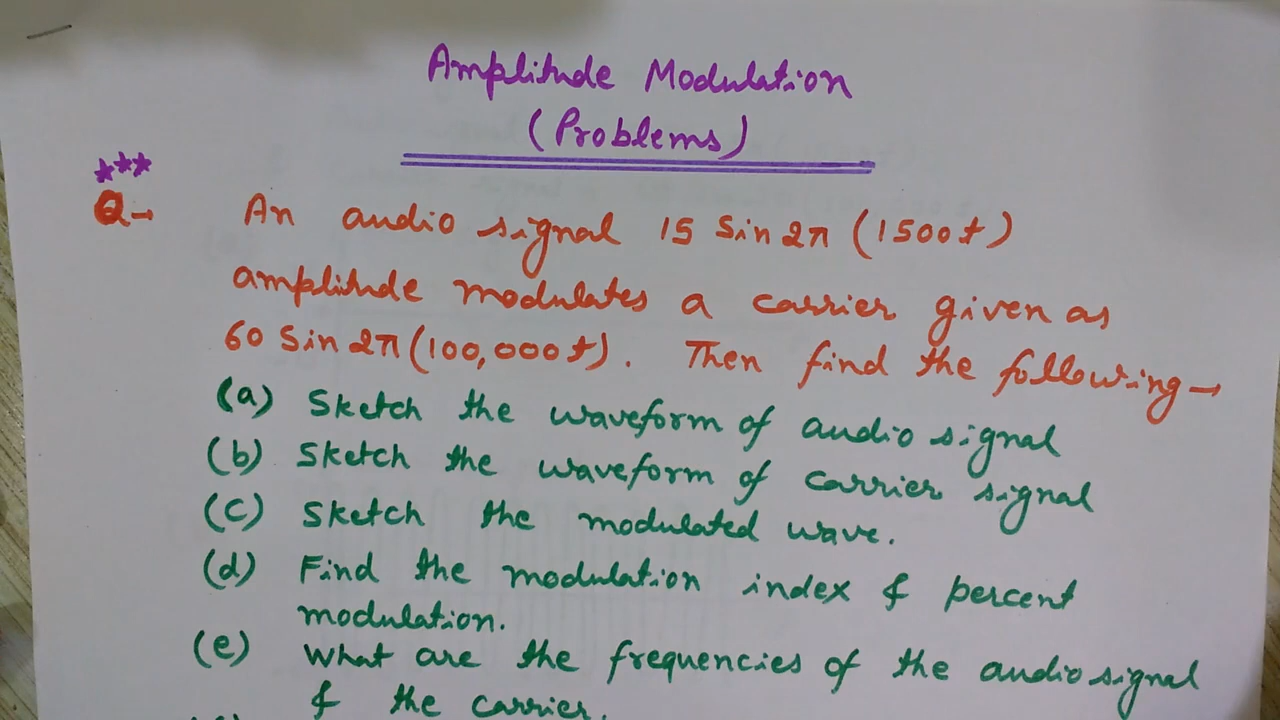 Amplitude Modulation
(Problems)
***
Q→ An audio signal 15 Sin 2π (1500t)
amplitude modulates a carrier given as
60 Sin 2π (100,000t). Then find the following→
(a) Sketch the waveform of audio signal
(b) Sketch the waveform of carrier signal
(c) Sketch the modulated wave.
(d) Find the modulation index & percent
modulation.
(e) What are the frequencies of the audio signal
& the carrier.